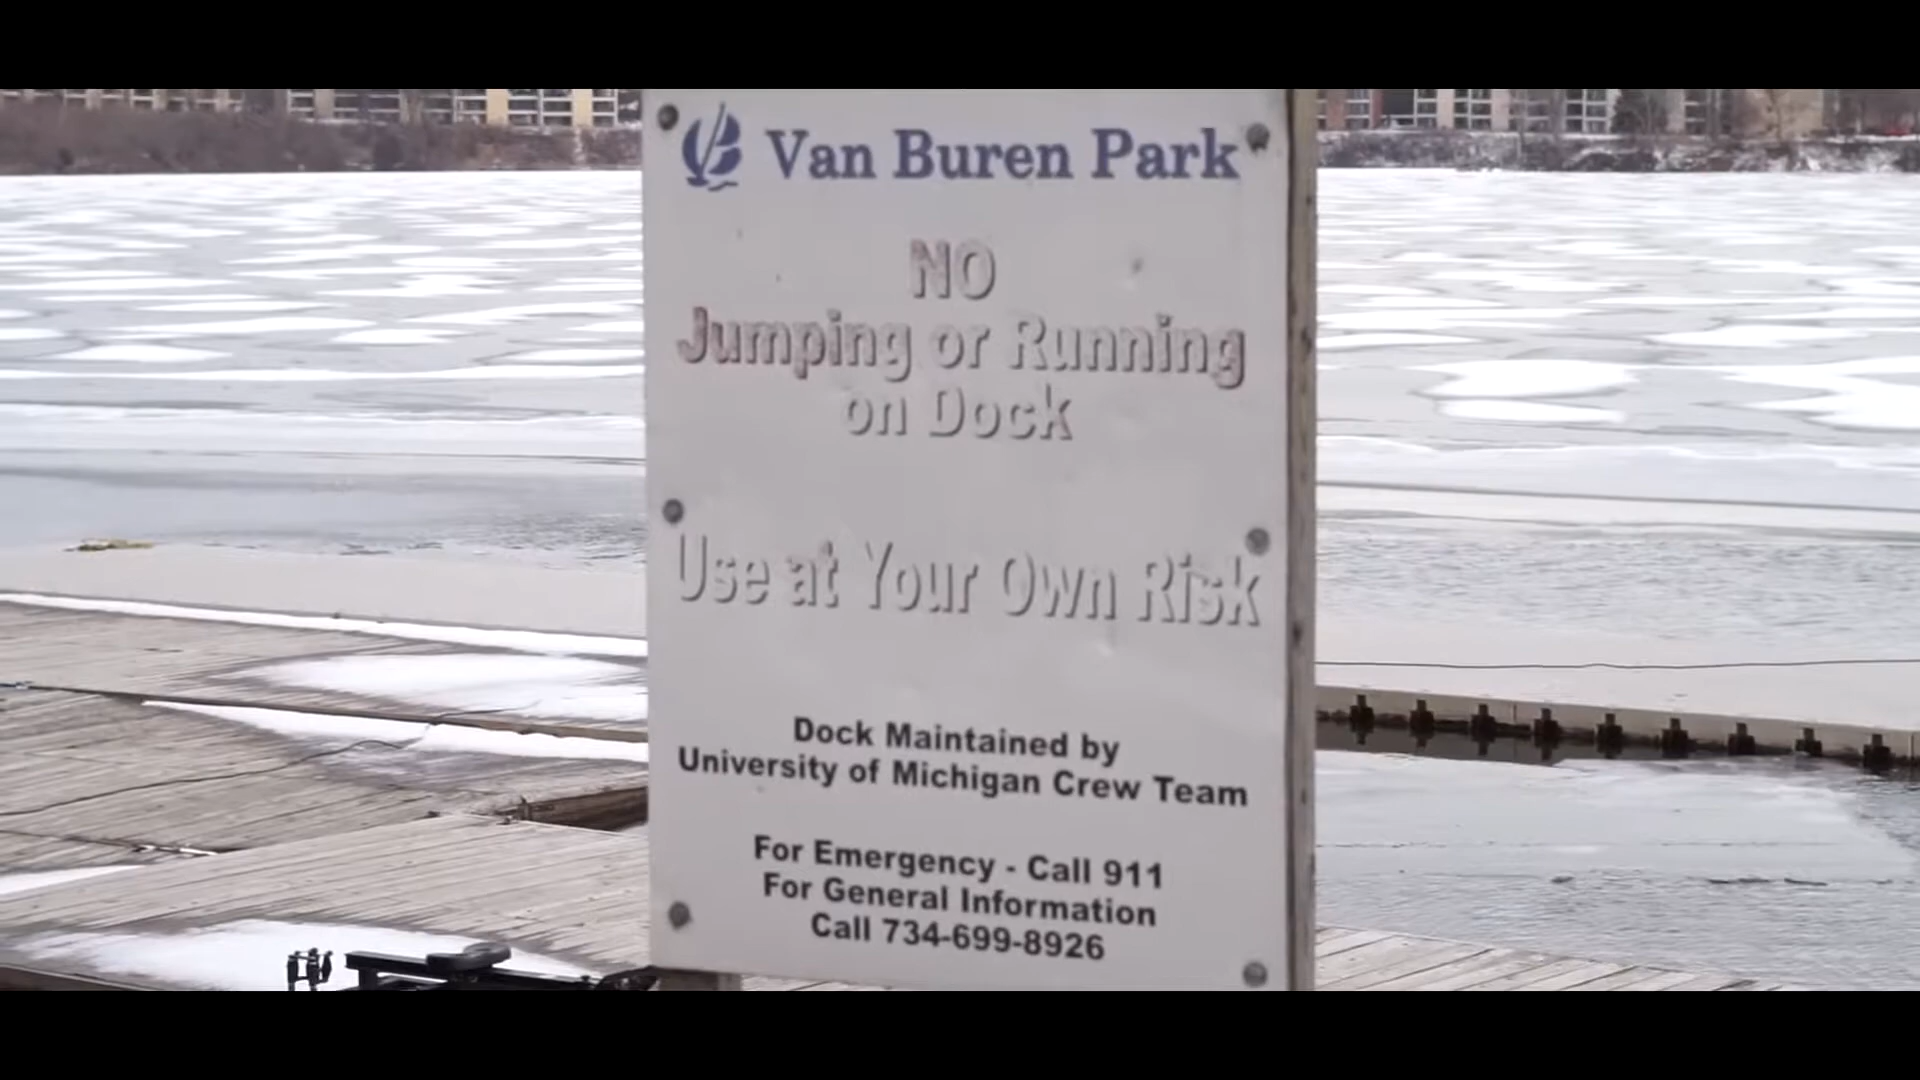 Van Buren Park
NO
Jumping or Running
on Dock
Use at Your Own Risk
Dock Maintained by
University of Michigan Crew Team
For Emergency - Call 911
For General Information
Call 734-699-8926